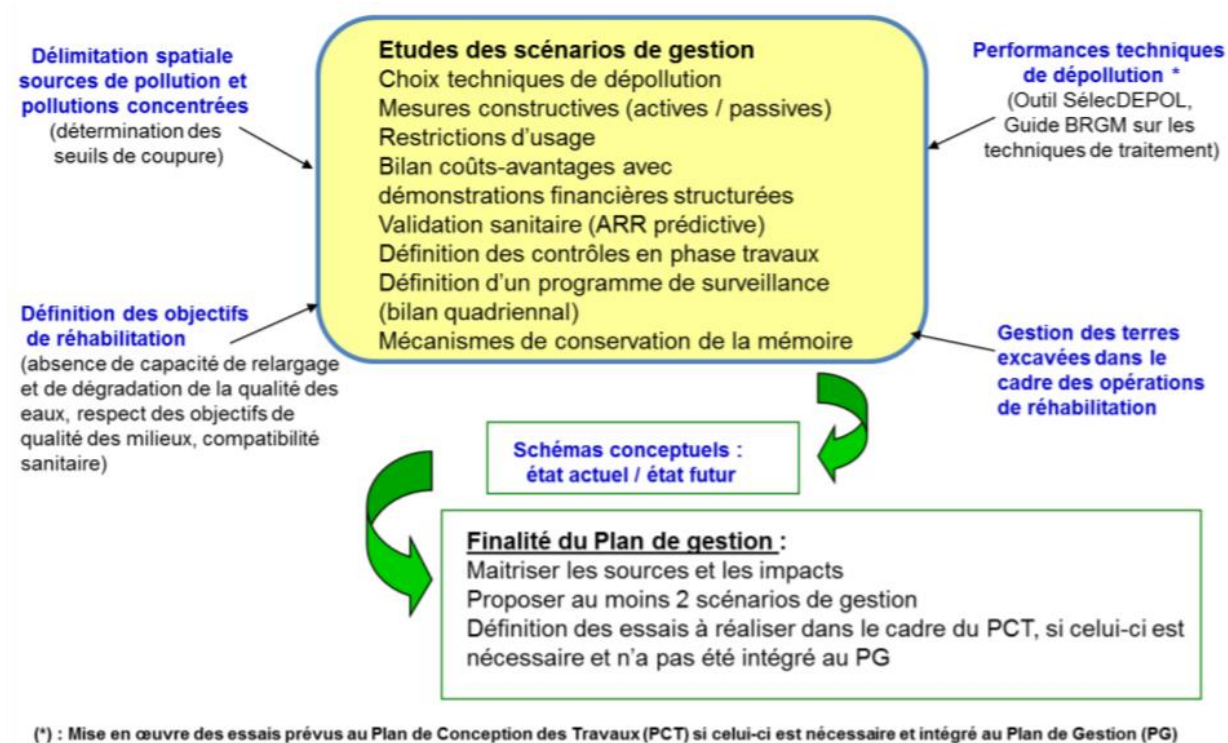 Délimitation spatiale
sources de pollution et
pollutions concentrées
(détermination des
seuils de coupure)
Etudes des scénarios de gestion
Choix techniques de dépollution
Mesures constructives (actives / passives)
Restrictions d'usage
Bilan coûts-avantages avec
démonstrations financières structurées
Validation sanitaire (ARR prédictive)
Définition des contrôles en phase travaux
Définition d'un programme de surveillance
(bilan quadriennal)
Mécanismes de conservation de la mémoire
Performances techniques
de dépollution *
(Outil SélecDEPOL,
Guide BRGM sur les
techniques de traitement)
Définition des objectifs
de réhabilitation
(absence de capacité de relargage
et de dégradation de la qualité des
eaux, respect des objectifs de
qualité des milieux, compatibilité
sanitaire)
Gestion des terres
excavées dans le
cadre des opérations
de réhabilitation
Schémas conceptuels :
état actuel / état futur
Finalité du Plan de gestion :
Maitriser les sources et les impacts
Proposer au moins 2 scénarios de gestion
Définition des essais à réaliser dans le cadre du PCT, si celui-ci est
nécessaire et n'a pas été intégré au PG
(*) : Mise en œuvre des essais prévus au Plan de Conception des Travaux (PCT) si celui-ci est nécessaire et intégré au Plan de Gestion (PG)